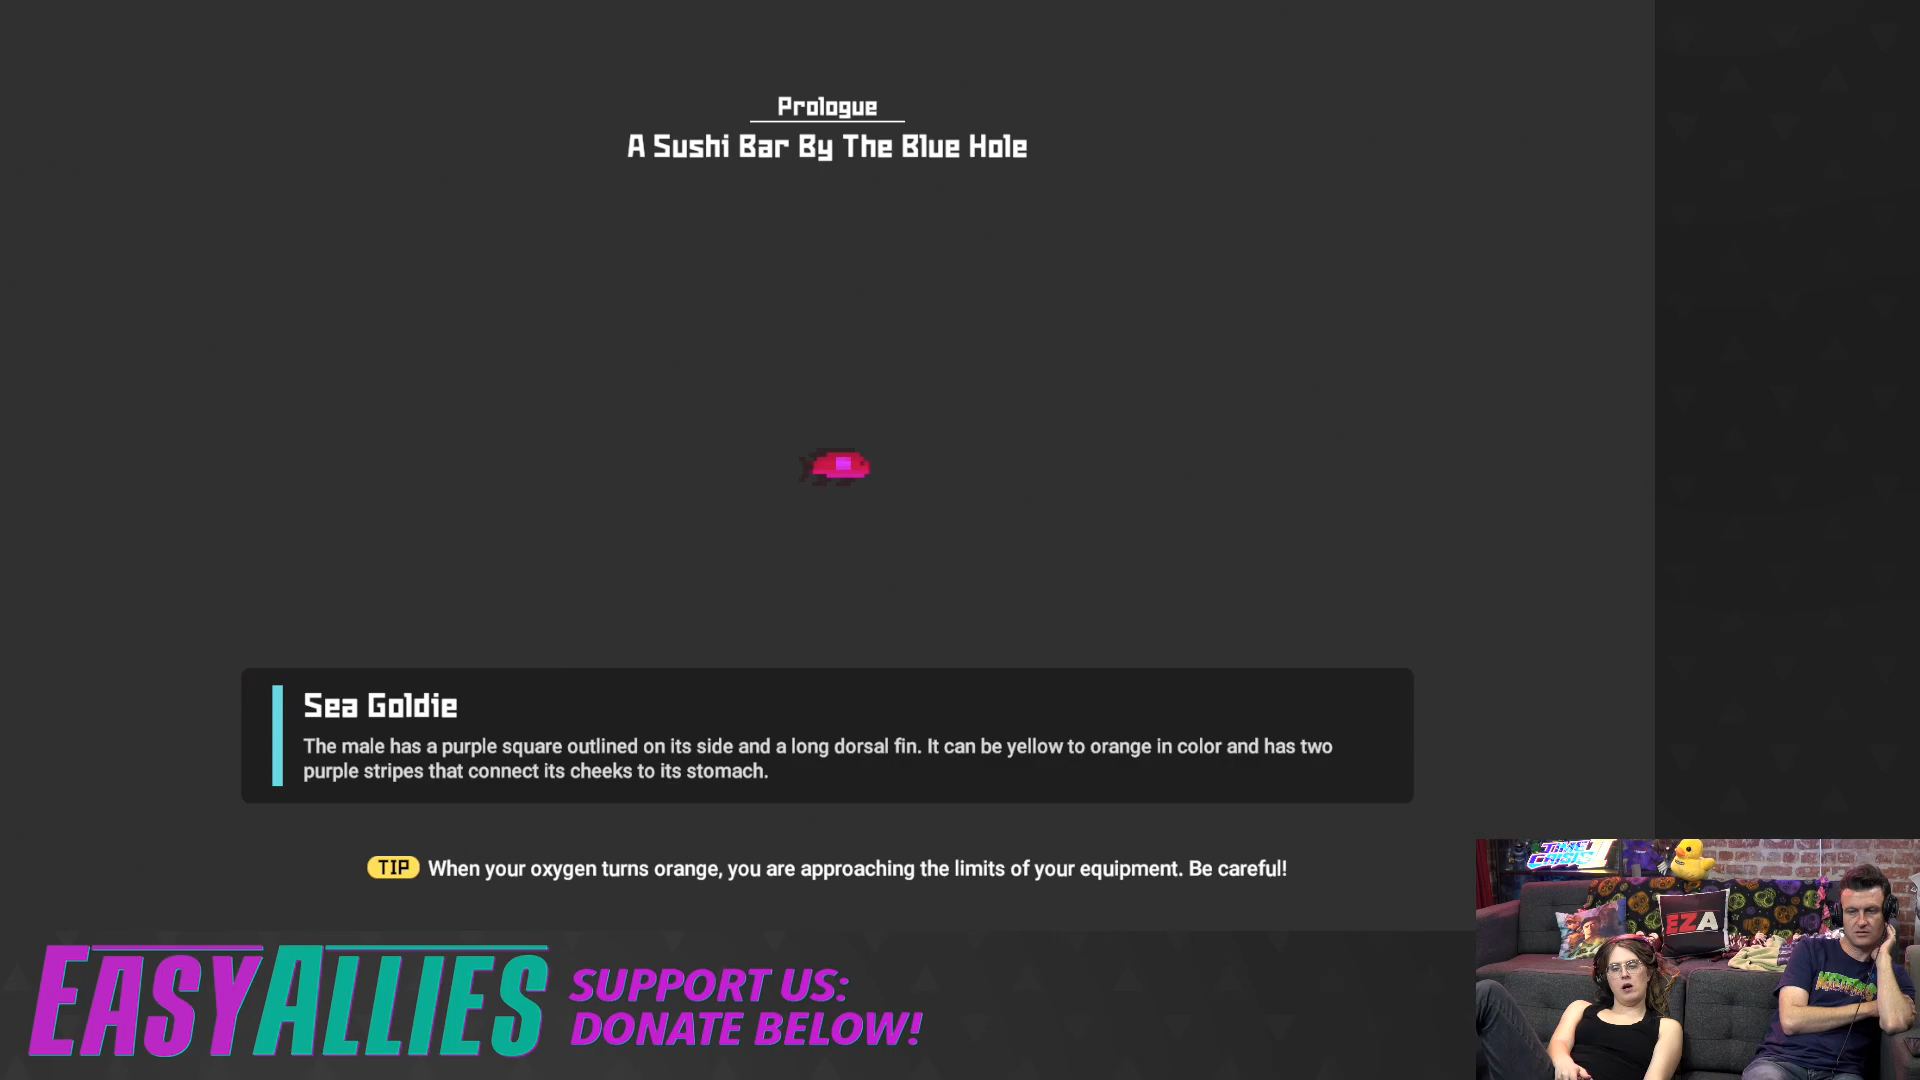 Prologue
A Sushi Bar By The Blue Hole
Sea Goldie
The male has a purple square outlined on its side and a long dorsal fin. It can be yellow to orange in color and has two
purple stripes that connect its cheeks to its stomach.
TIP When your oxygen turns orange, you are approaching the limits of your equipment. Be careful!
EASYALLIES
SUPPORT US:
DONATE BELOW!
TIME
CRISIS II
EZA